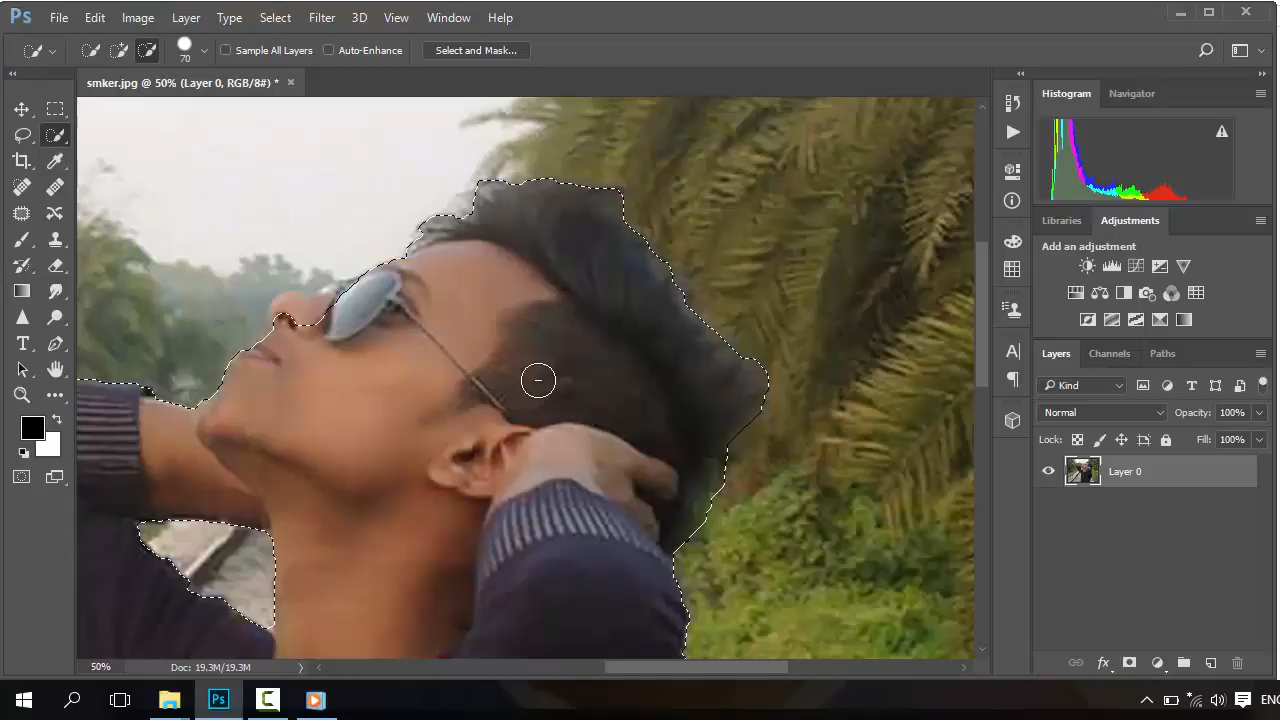 Ps File Edit Image Layer Type Select Filter 3D View Window Help
70 Sample All Layers Auto-Enhance Select and Mask...
smker.jpg @ 50% (Layer 0, RGB/8#) * ×
Histogram Navigator
Libraries Adjustments
Add an adjustment
Layers Channels Paths
Kind
Normal Opacity: 100%
Lock: Fill: 100%
Layer 0
50% Doc: 19.3M/19.3M
Ps ENG